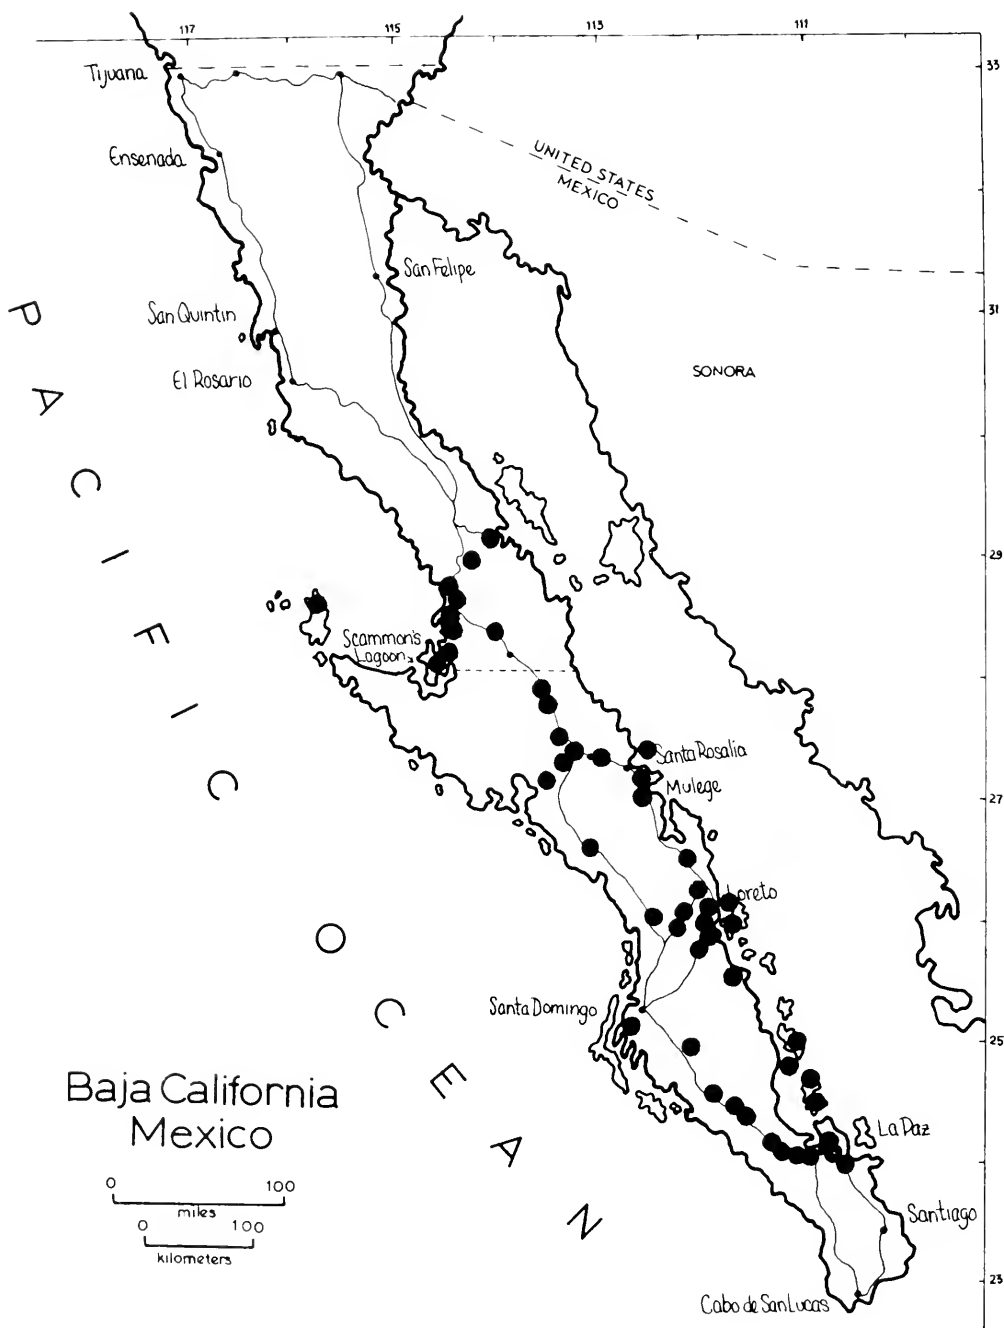 117 115 113 111
33
Tijuana
Ensenada
UNITED STATES
MEXICO
San Felipe
San Quintin
31
El Rosario
SONORA
PACIFIC OCEAN
29
Scammon's
Lagoon
Santa Rosalia
Mulege
27
Loreto
Santa Domingo
25
Baja California
Mexico
La Paz
0 100
miles
0 100
kilometers
Santiago
23
Cabo de San Lucas